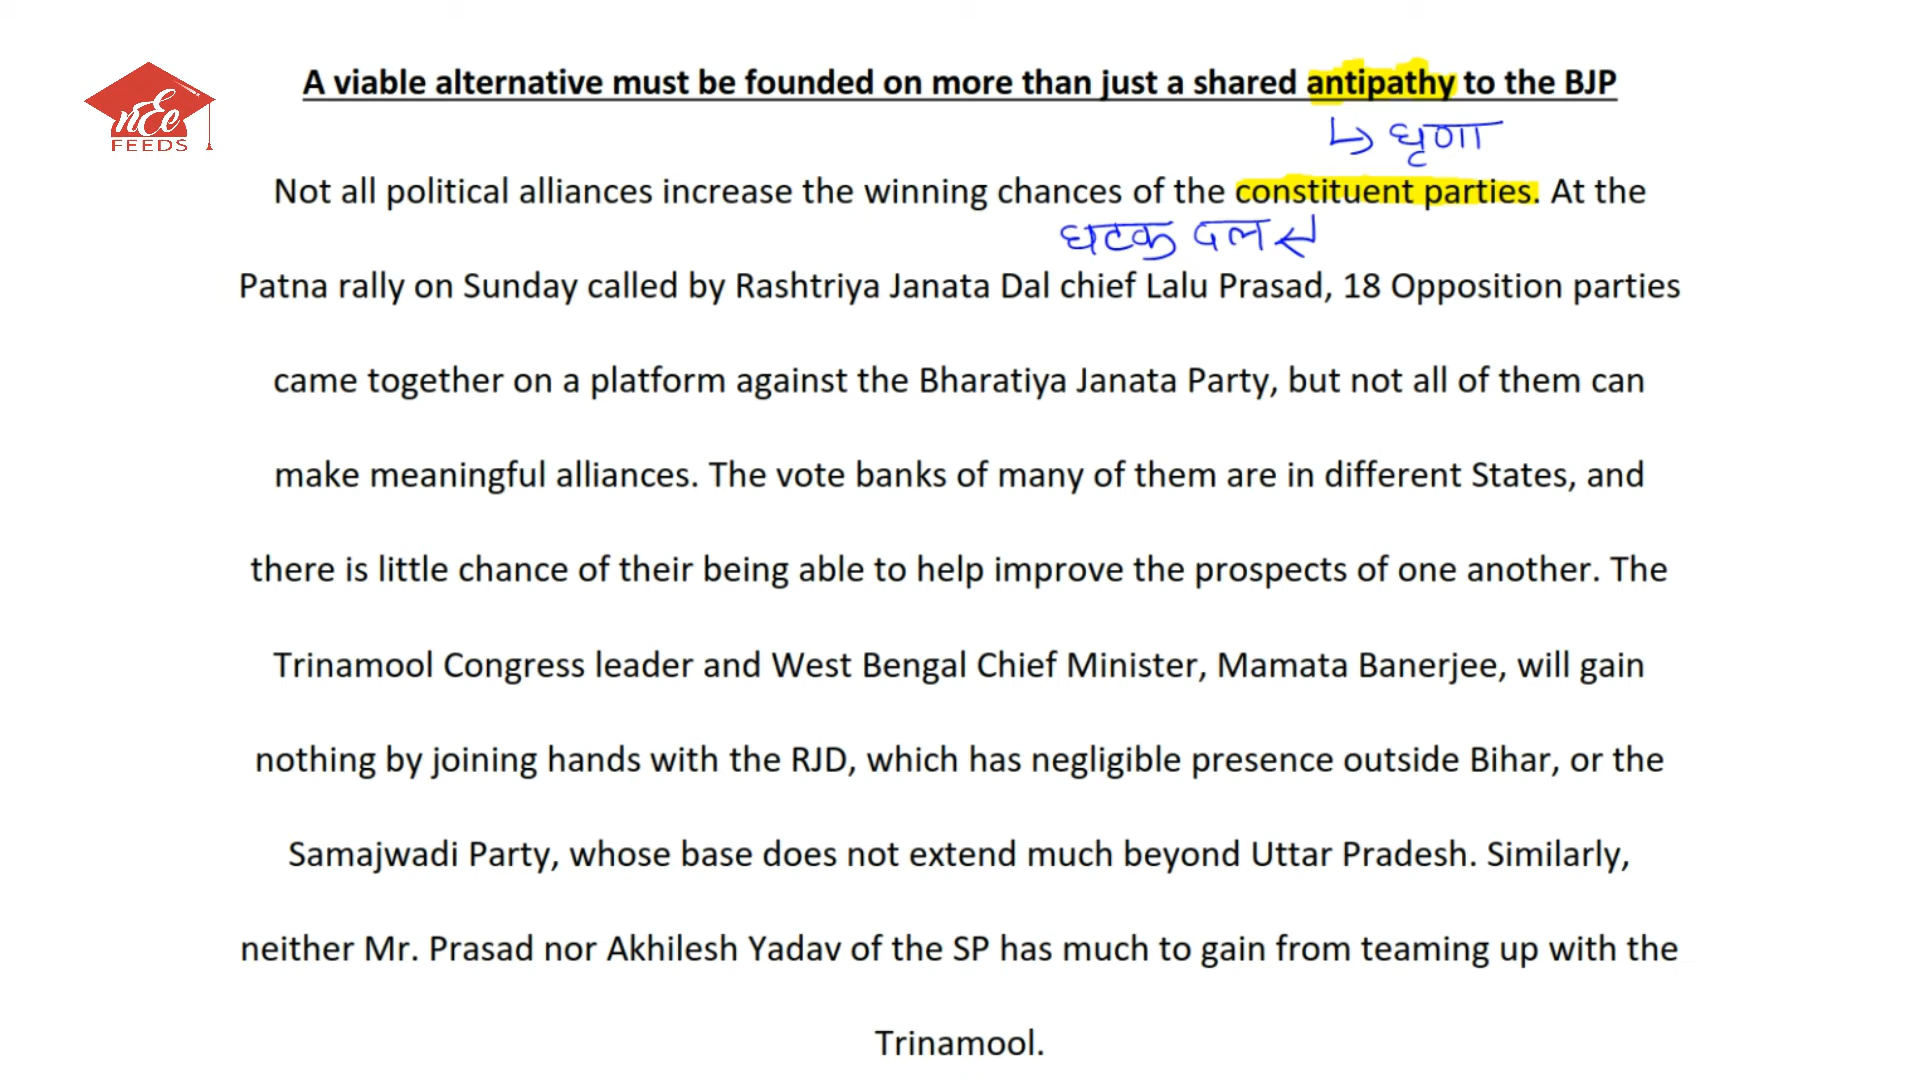 nEe
FEEDS
A viable alternative must be founded on more than just a shared antipathy to the BJP
↳ घृणा
Not all political alliances increase the winning chances of the constituent parties. At the
घटक दल ↲
Patna rally on Sunday called by Rashtriya Janata Dal chief Lalu Prasad, 18 Opposition parties
came together on a platform against the Bharatiya Janata Party, but not all of them can
make meaningful alliances. The vote banks of many of them are in different States, and
there is little chance of their being able to help improve the prospects of one another. The
Trinamool Congress leader and West Bengal Chief Minister, Mamata Banerjee, will gain
nothing by joining hands with the RJD, which has negligible presence outside Bihar, or the
Samajwadi Party, whose base does not extend much beyond Uttar Pradesh. Similarly,
neither Mr. Prasad nor Akhilesh Yadav of the SP has much to gain from teaming up with the
Trinamool.